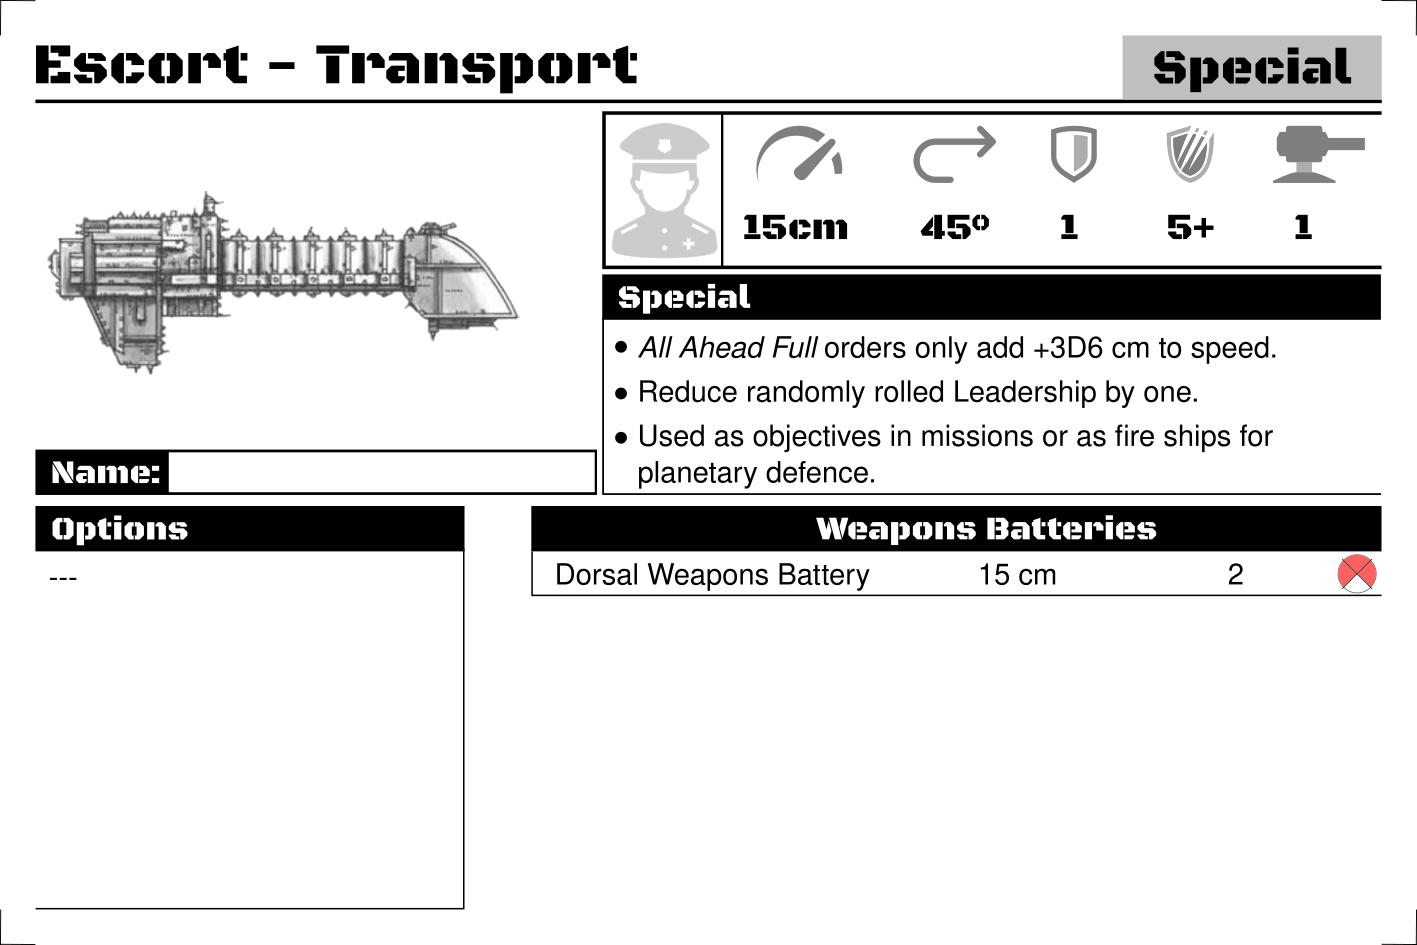 Escort - Transport
Special
15cm 45º 1 5+ 1
Special
• All Ahead Full orders only add +3D6 cm to speed.
• Reduce randomly rolled Leadership by one.
• Used as objectives in missions or as fire ships for
planetary defence.
Name:
Options
---
Weapons Batteries
Dorsal Weapons Battery 15 cm 2